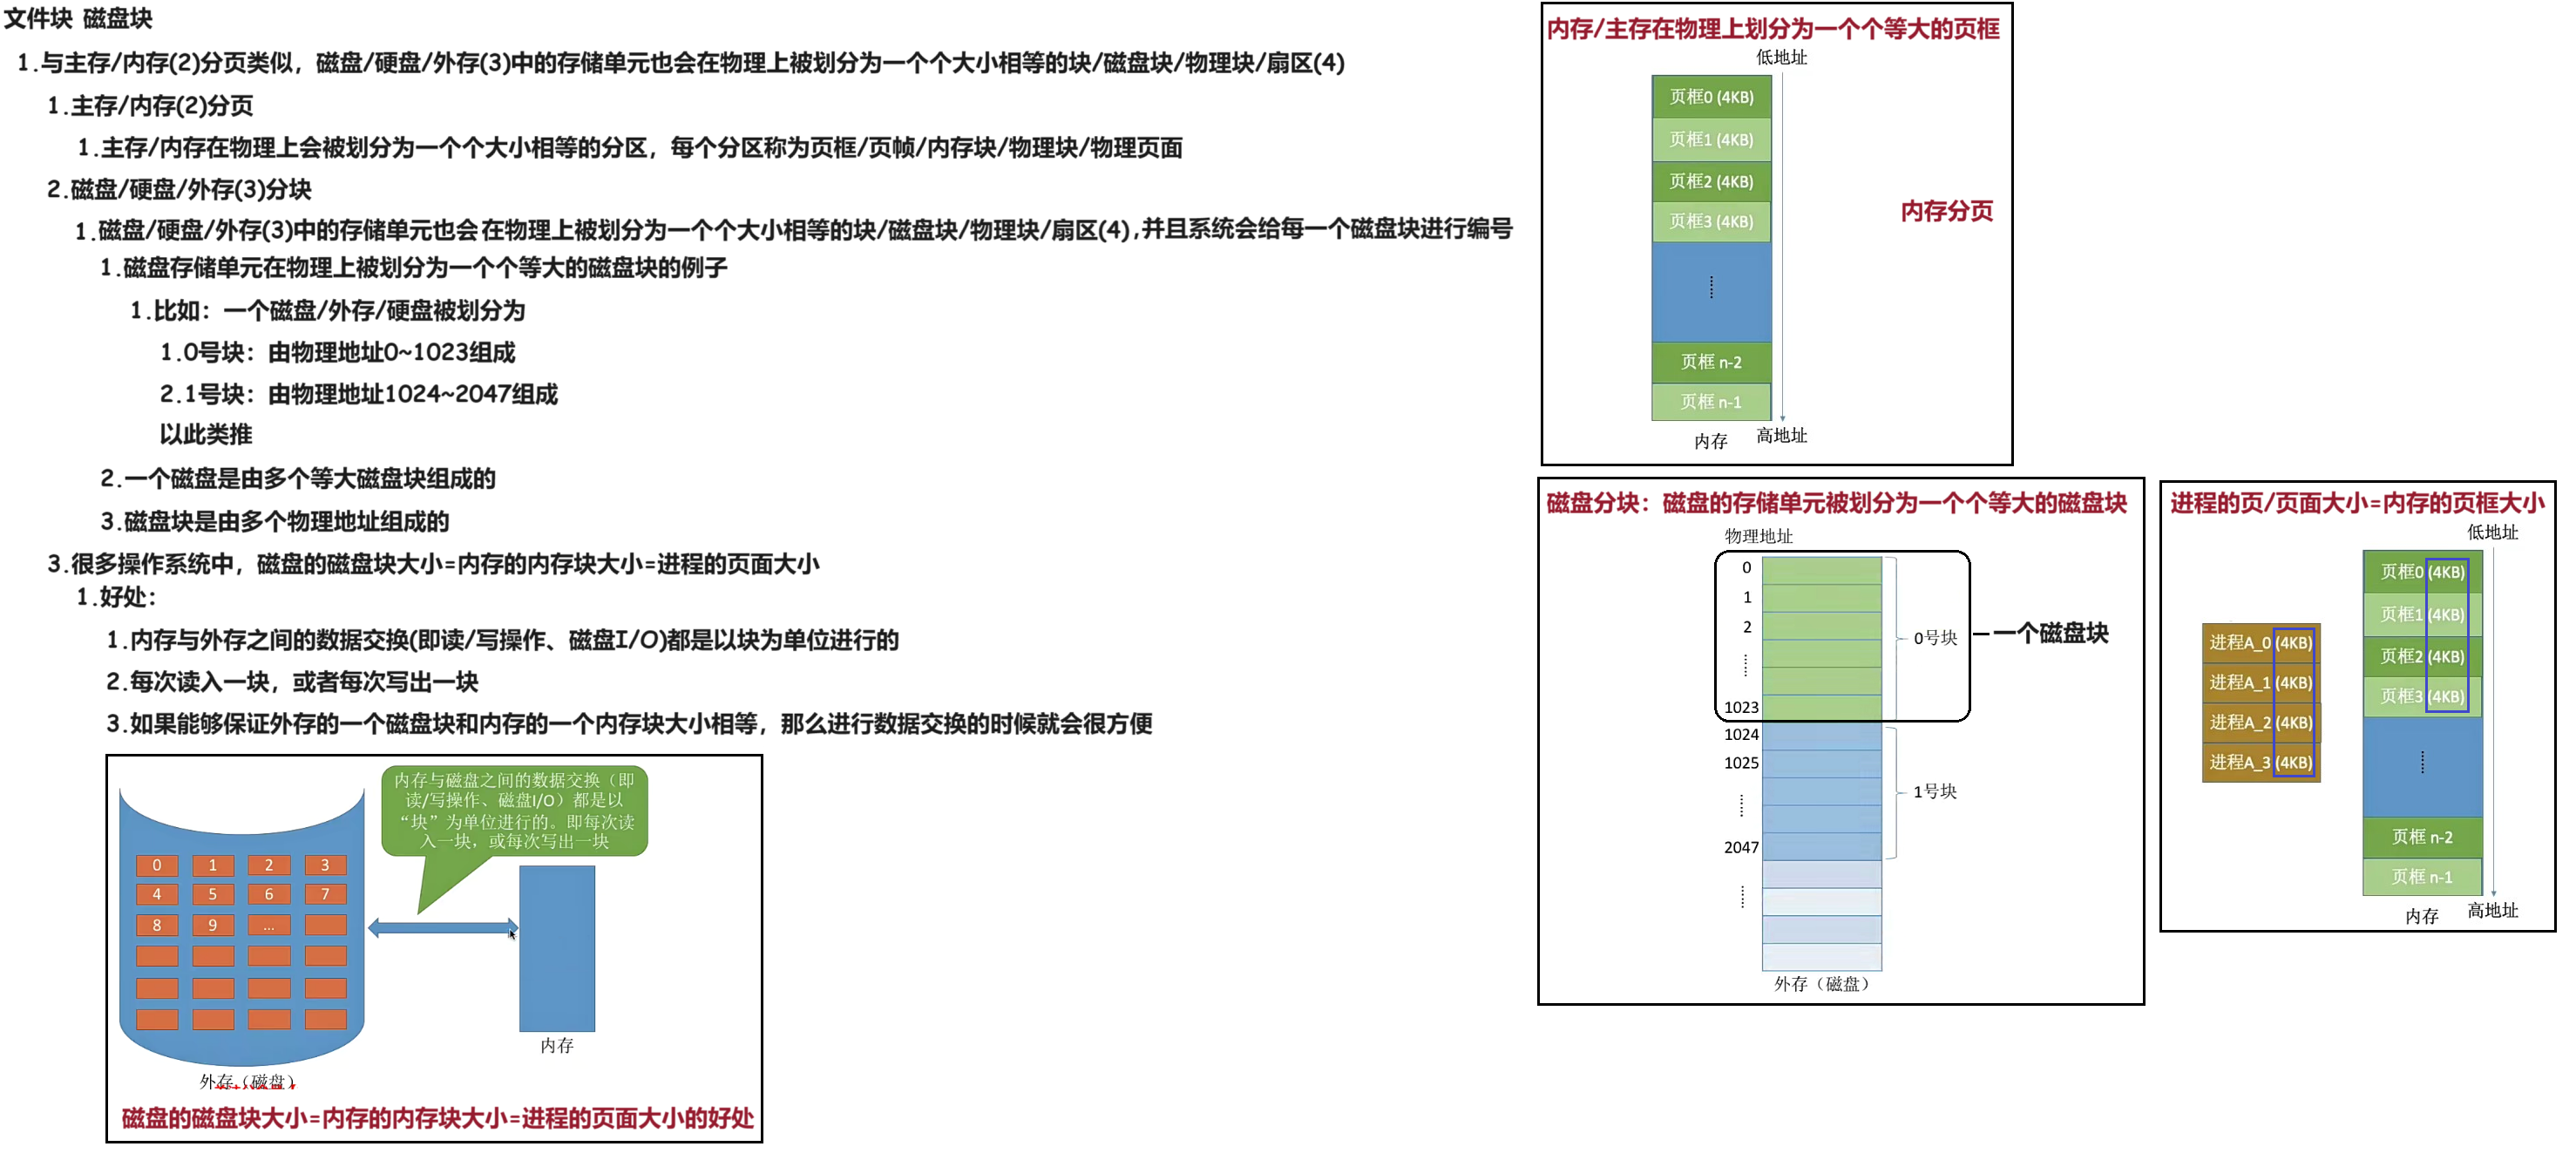 文件块 磁盘块
1.与主存/内存(2)分页类似，磁盘/硬盘/外存(3)中的存储单元也会在物理上被划分为一个个大小相等的块/磁盘块/物理块/扇区(4)
1.主存/内存(2)分页
1.主存/内存在物理上会被划分为一个个大小相等的分区，每个分区称为页框/页帧/内存块/物理块/物理页面
2.磁盘/硬盘/外存(3)分块
1.磁盘/硬盘/外存(3)中的存储单元也会在物理上被划分为一个个大小相等的块/磁盘块/物理块/扇区(4),并且系统会给每一个磁盘块进行编号
1.磁盘存储单元在物理上被划分为一个个等大的磁盘块的例子
1.比如：一个磁盘/外存/硬盘被划分为
1.0号块：由物理地址0~1023组成
2.1号块：由物理地址1024~2047组成
以此类推
2.一个磁盘是由多个等大磁盘块组成的
3.磁盘块是由多个物理地址组成的
3.很多操作系统中，磁盘的磁盘块大小=内存的内存块大小=进程的页面大小
1.好处：
1.内存与外存之间的数据交换(即读/写操作、磁盘I/O)都是以块为单位进行的
2.每次读入一块，或者每次写出一块
3.如果能够保证外存的一个磁盘块和内存的一个内存块大小相等，那么进行数据交换的时候就会很方便
内存与磁盘之间的数据交换（即
读/写操作、磁盘I/O）都是以
“块”为单位进行的。即每次读
入一块，或每次写出一块
0 1 2 3
4 5 6 7
8 9 ...
内存
外存（磁盘）
磁盘的磁盘块大小=内存的内存块大小=进程的页面大小的好处
内存/主存在物理上划分为一个个等大的页框
低地址
页框0 (4KB)
页框1 (4KB)
页框2 (4KB)
页框3 (4KB)
内存分页
……
页框 n-2
页框 n-1
内存
高地址
磁盘分块：磁盘的存储单元被划分为一个个等大的磁盘块
物理地址
0
1
2
……
1023
0号块
一个磁盘块
1024
1025
……
2047
1号块
……
外存（磁盘）
进程的页/页面大小=内存的页框大小
低地址
页框0 (4KB)
页框1 (4KB)
页框2 (4KB)
页框3 (4KB)
进程A_0 (4KB)
进程A_1 (4KB)
进程A_2 (4KB)
进程A_3 (4KB)
……
页框 n-2
页框 n-1
内存
高地址